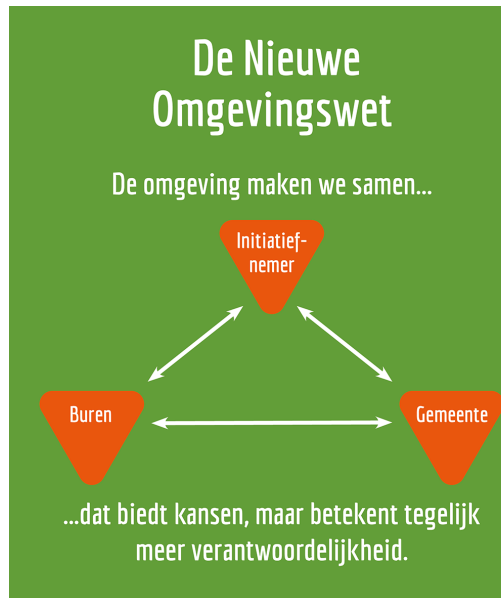 De Nieuwe
Omgevingswet
De omgeving maken we samen...
Initiatief-
nemer
Buren
Gemeente
...dat biedt kansen, maar betekent tegelijk
meer verantwoordelijkheid.